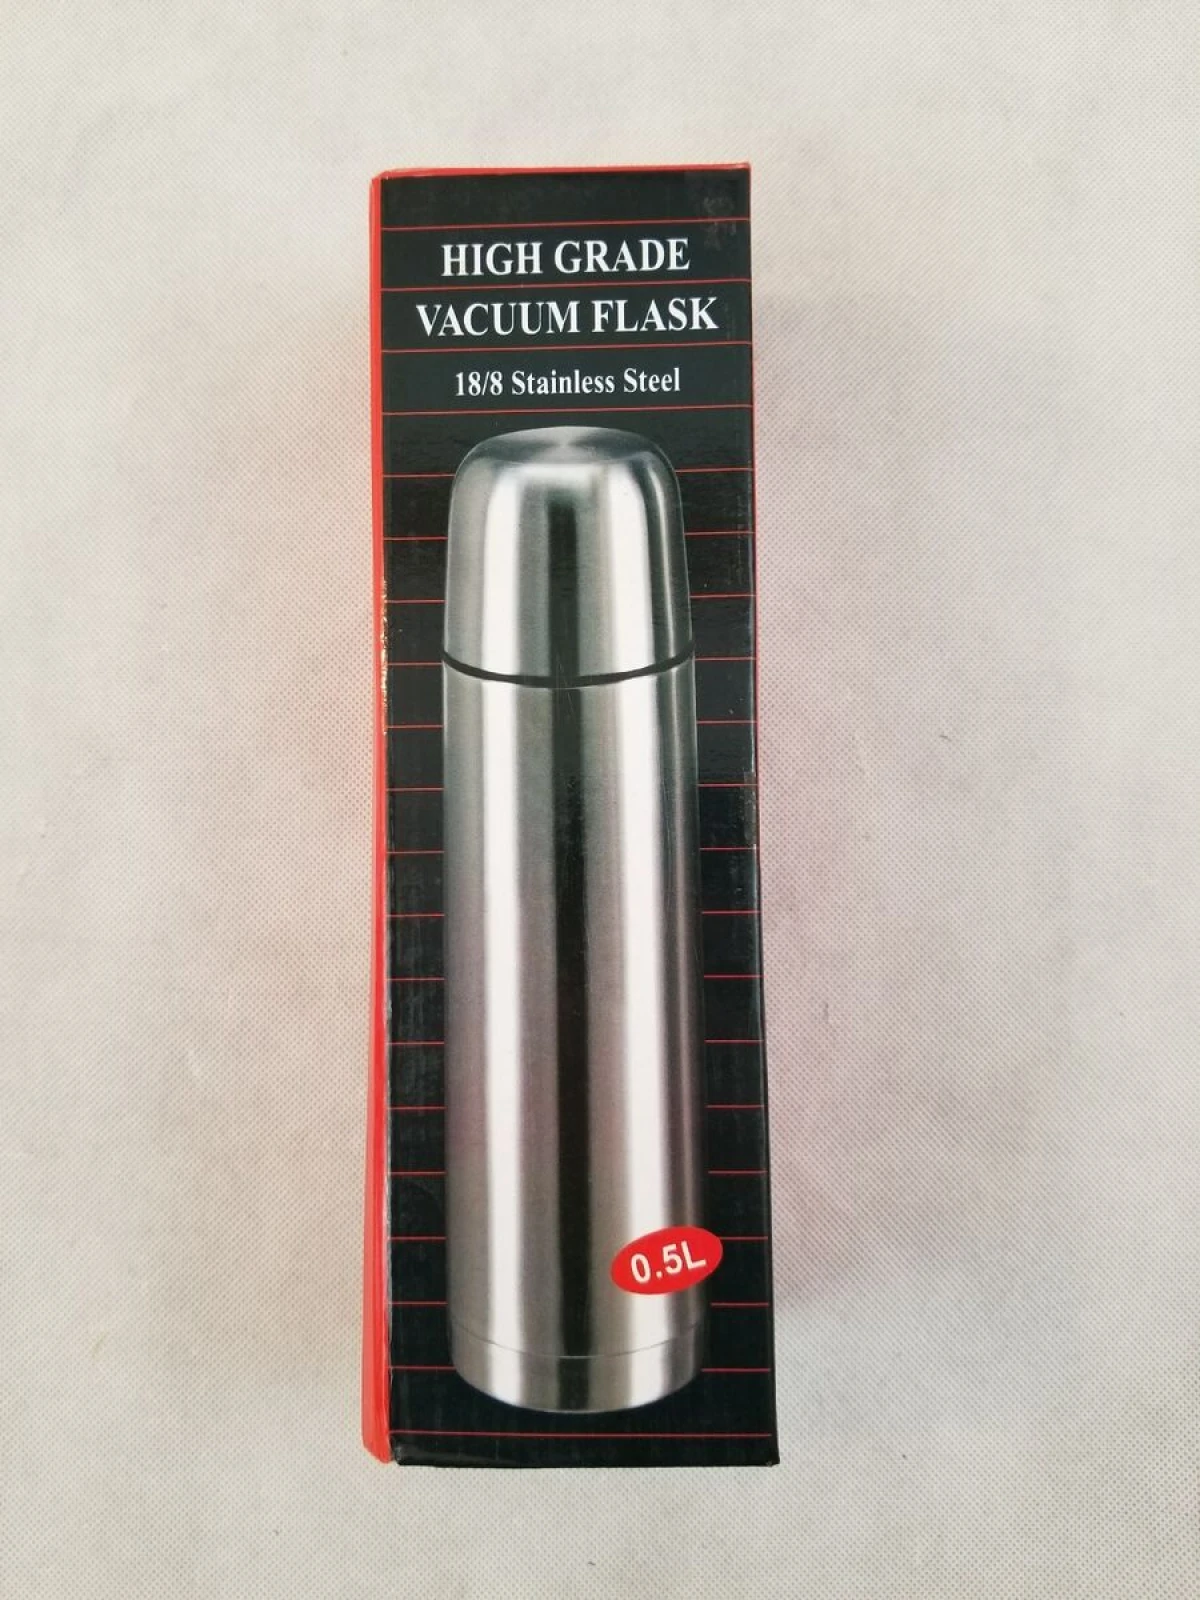 HIGH GRADE
VACUUM FLASK
18/8 Stainless Steel
0.5L